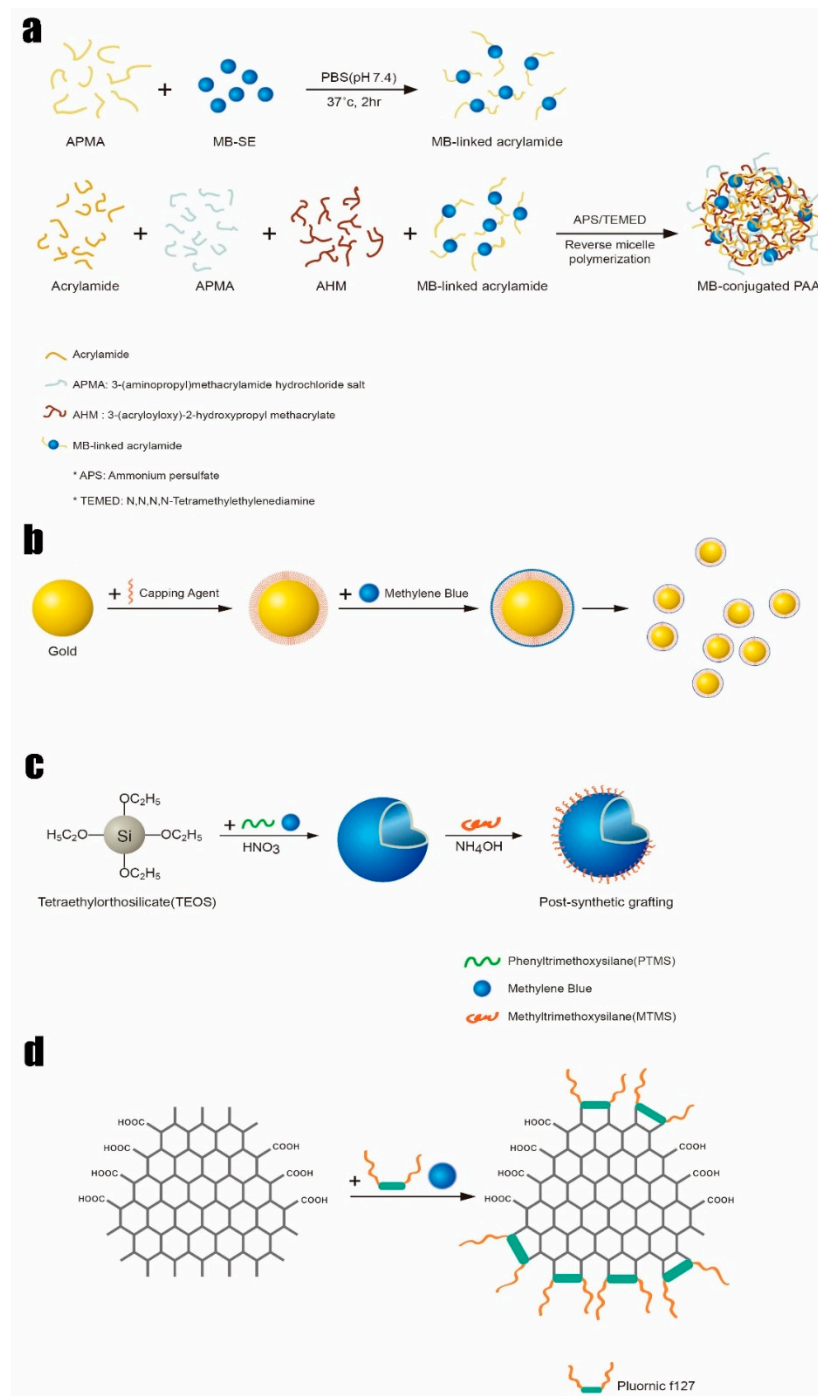 a
+
PBS(pH 7.4)
37°c, 2hr
APMA
MB-SE
MB-linked acrylamide
+
+
+
APS/TEMED
Reverse micelle
polymerization
Acrylamide
APMA
AHM
MB-linked acrylamide
MB-conjugated PAA
Acrylamide
APMA: 3-(aminopropyl)methacrylamide hydrochloride salt
AHM : 3-(acryloyloxy)-2-hydroxypropyl methacrylate
MB-linked acrylamide
* APS: Ammonium persulfate
* TEMED: N,N,N,N-Tetramethylethylenediamine
b
+ Capping Agent
+ Methylene Blue
Gold
c
OC2H5
H5C2O Si OC2H5
OC2H5
+
HNO3
NH4OH
Tetraethylorthosilicate(TEOS)
Post-synthetic grafting
Phenyltrimethoxysilane(PTMS)
Methylene Blue
Methyltrimethoxysilane(MTMS)
d
HOOC
HOOC
HOOC
HOOC
COOH
COOH
COOH
+
HOOC
HOOC
HOOC
HOOC
COOH
COOH
COOH
Pluornic f127